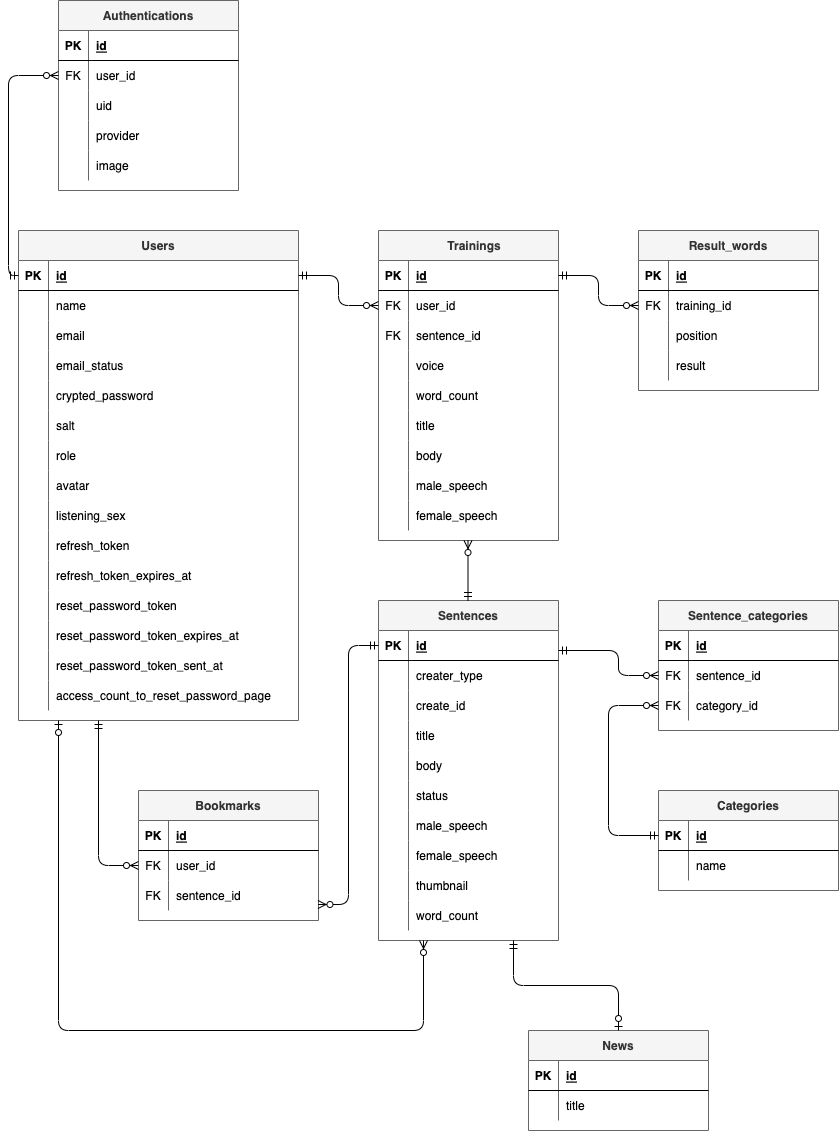 Authentications
PK id
FK user_id
uid
provider
image
Users
PK id
name
email
email_status
crypted_password
salt
role
avatar
listening_sex
refresh_token
refresh_token_expires_at
reset_password_token
reset_password_token_expires_at
reset_password_token_sent_at
access_count_to_reset_password_page
Trainings
PK id
FK user_id
FK sentence_id
voice
word_count
title
body
male_speech
female_speech
Result_words
PK id
FK training_id
position
result
Sentences
PK id
creater_type
create_id
title
body
status
male_speech
female_speech
thumbnail
word_count
Sentence_categories
PK id
FK sentence_id
FK category_id
Bookmarks
PK id
FK user_id
FK sentence_id
Categories
PK id
name
News
PK id
title